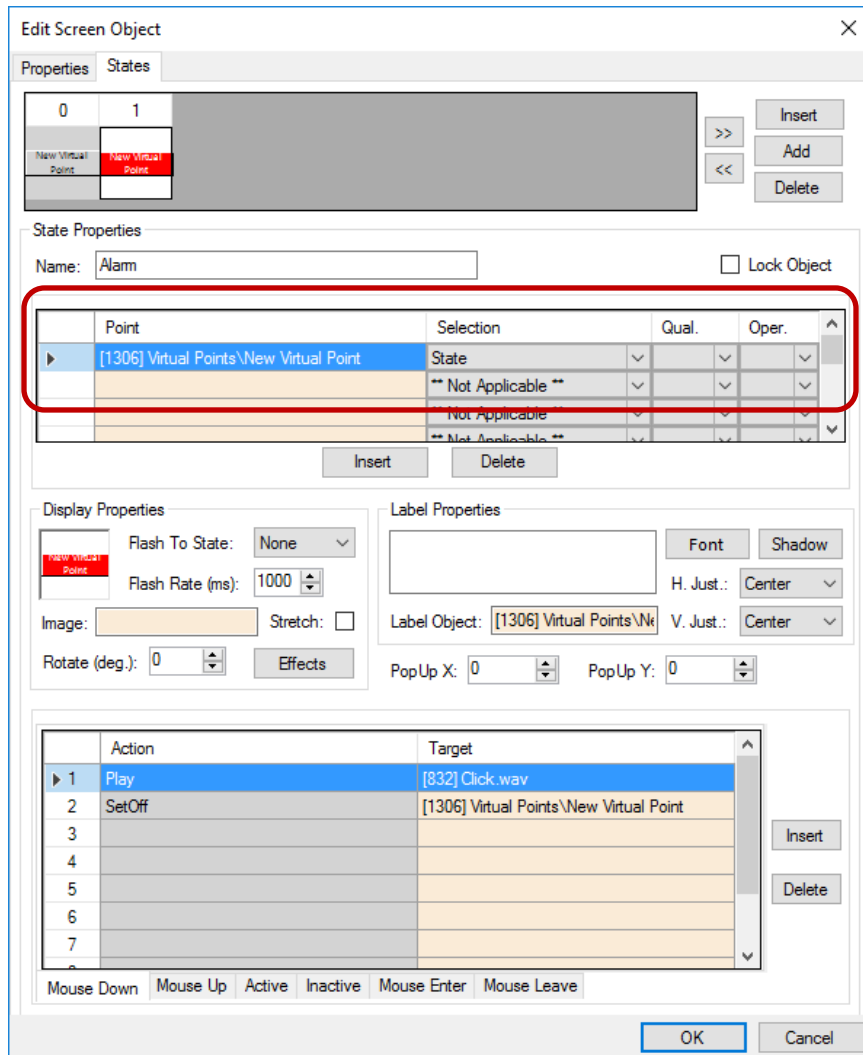 Edit Screen Object
Properties States
0 1
Insert
>>
New Virtual Point New Virtual Point
Add
<<
Delete
State Properties
Name: Alarm Lock Object
Point Selection Qual. Oper.
[1306] Virtual Points\New Virtual Point State
** Not Applicable **
** Not Applicable **
** Not Applicable **
Insert Delete
Display Properties Label Properties
Flash To State: None
Font Shadow
New Virtual Point
Flash Rate (ms): 1000
H. Just.: Center
Image: Stretch: Label Object: [1306] Virtual Points\Ne V. Just.: Center
Rotate (deg.): 0 Effects
PopUp X: 0 PopUp Y: 0
Action Target
1 Play [832] Click.wav
2 SetOff [1306] Virtual Points\New Virtual Point
3
Insert
4
5
Delete
6
7
Mouse Down Mouse Up Active Inactive Mouse Enter Mouse Leave
OK Cancel